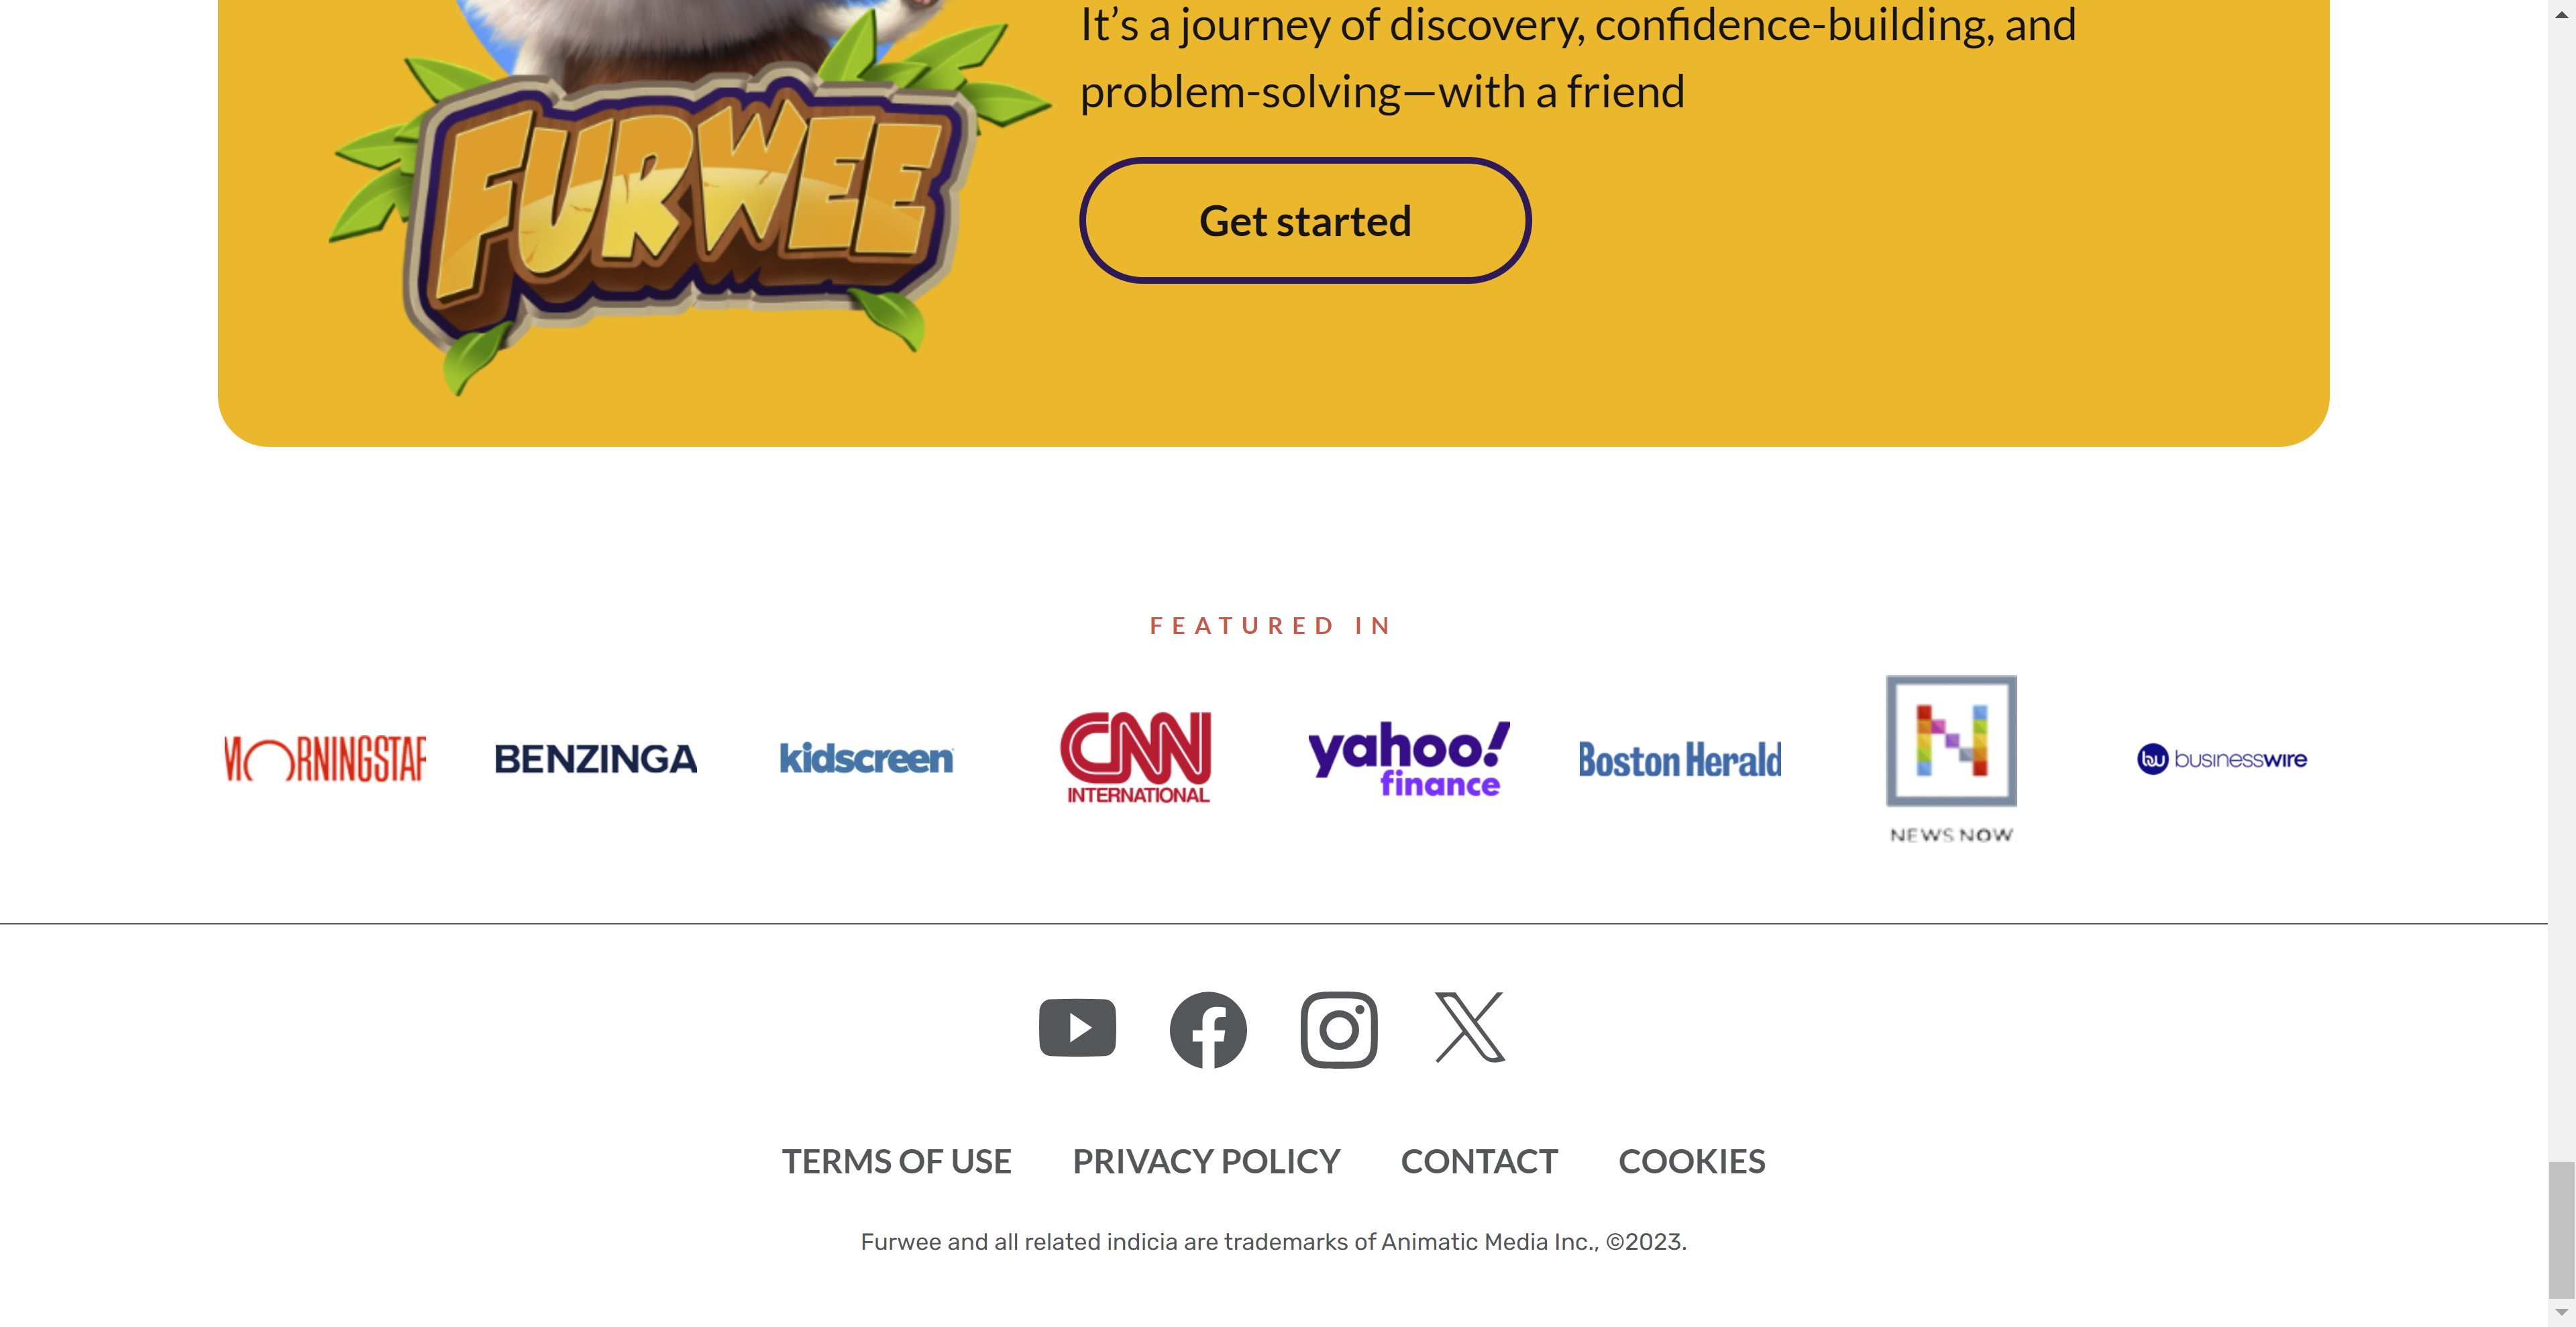 It’s a journey of discovery, confidence-building, and
problem-solving—with a friend
FURWEE
Get started
FEATURED IN
MORNINGSTAR
BENZINGA
kidscreen
CNN
INTERNATIONAL
yahoo!
finance
Boston Herald
N
NEWS NOW
bw businesswire
TERMS OF USE PRIVACY POLICY CONTACT COOKIES
Furwee and all related indicia are trademarks of Animatic Media Inc., ©2023.